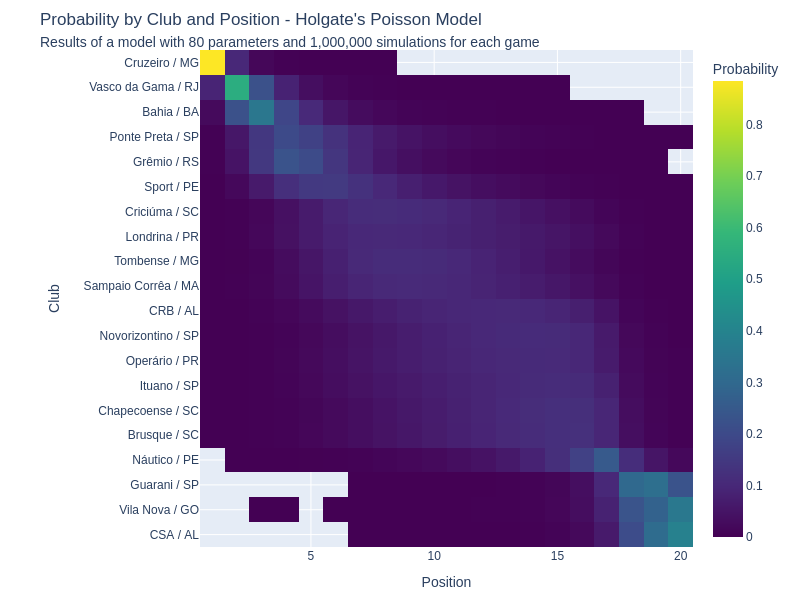 Probability by Club and Position - Holgate's Poisson Model
Results of a model with 80 parameters and 1,000,000 simulations for each game
Probability
Cruzeiro / MG
Vasco da Gama / RJ
Bahia / BA
Ponte Preta / SP
Grêmio / RS
Sport / PE
Criciúma / SC
Londrina / PR
Tombense / MG
Sampaio Corrêa / MA
CRB / AL
Novorizontino / SP
Operário / PR
Ituano / SP
Chapecoense / SC
Brusque / SC
Náutico / PE
Guarani / SP
Vila Nova / GO
CSA / AL
Club
5
10
15
20
Position
0.8
0.7
0.6
0.5
0.4
0.3
0.2
0.1
0